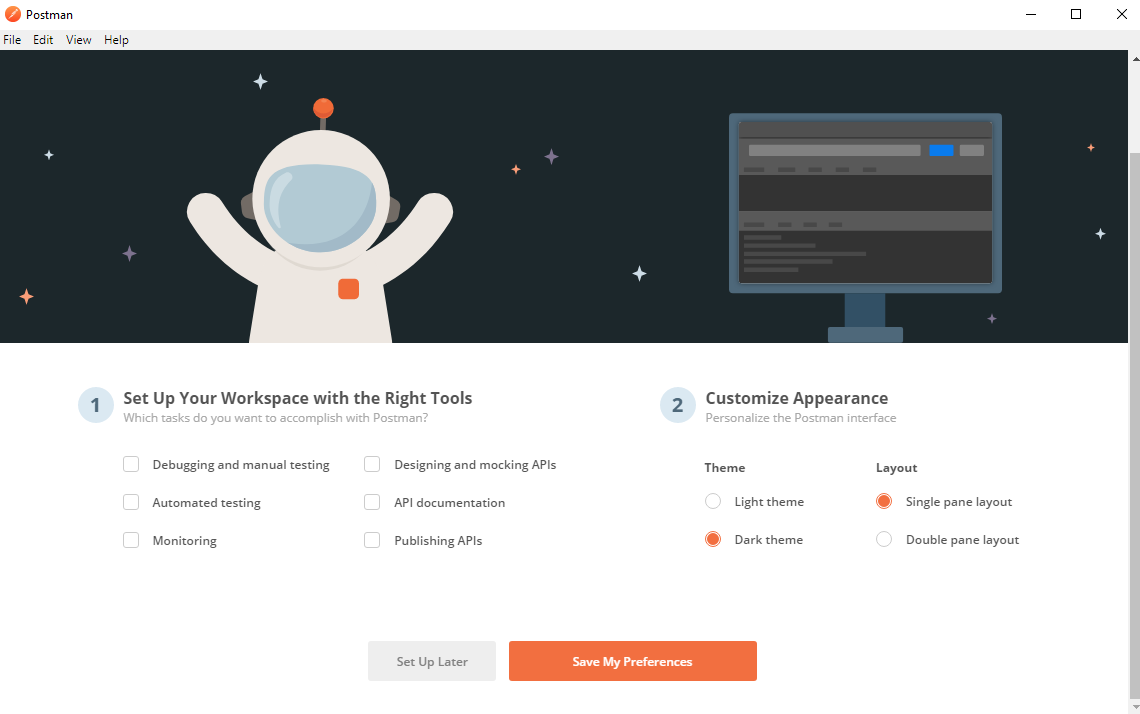 Postman
File Edit View Help
1 Set Up Your Workspace with the Right Tools
Which tasks do you want to accomplish with Postman?
Debugging and manual testing
Designing and mocking APIs
Automated testing
API documentation
Monitoring
Publishing APIs
2 Customize Appearance
Personalize the Postman interface
Theme
Light theme
Dark theme
Layout
Single pane layout
Double pane layout
Set Up Later
Save My Preferences